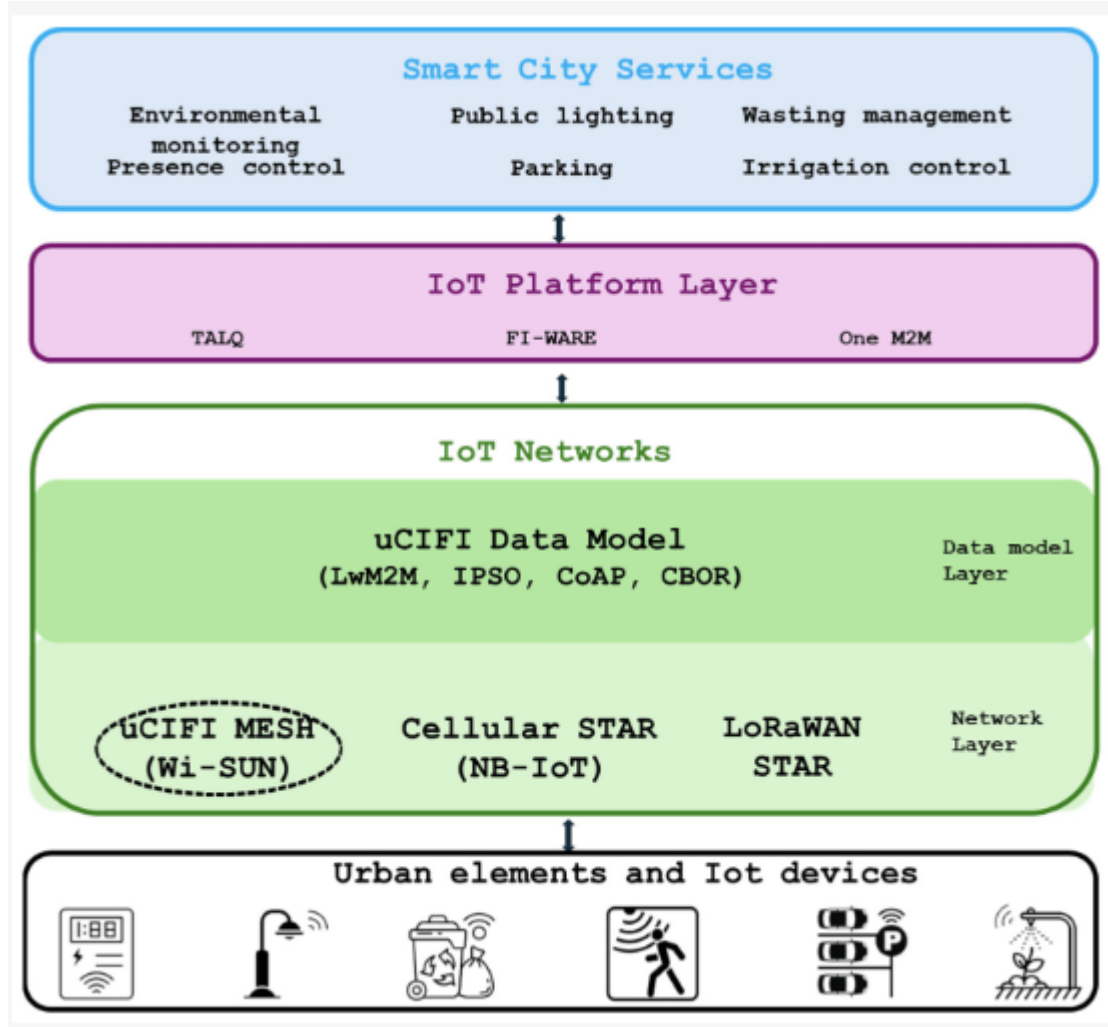 Smart City Services
Environmental monitoring
Public lighting
Wasting management
Presence control
Parking
Irrigation control
IoT Platform Layer
TALQ
FI-WARE
One M2M
IoT Networks
uCIFI Data Model
(LwM2M, IPSO, CoAP, CBOR)
Data model
Layer
uCIFI MESH
(Wi-SUN)
Cellular STAR
(NB-IoT)
LoRaWAN
STAR
Network
Layer
Urban elements and Iot devices
1:88
P